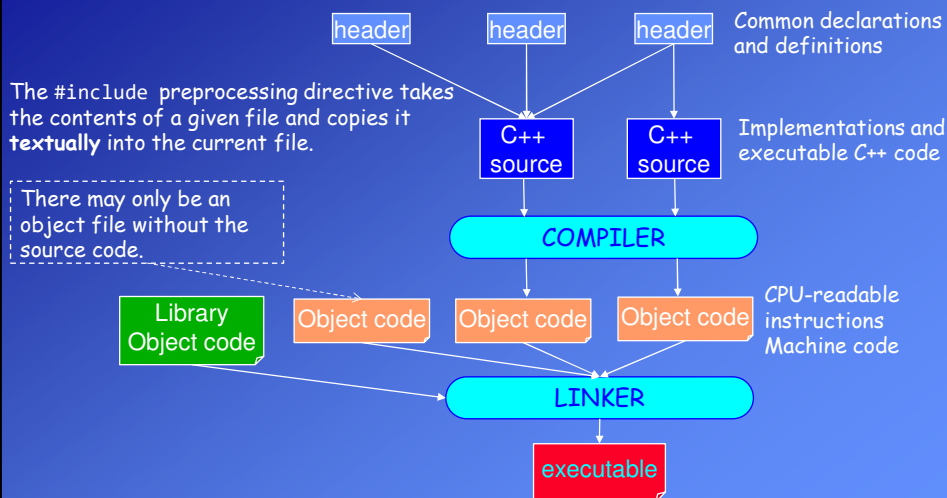 header
header
header
Common declarations
and definitions
The #include preprocessing directive takes
the contents of a given file and copies it
textually into the current file.
C++
source
C++
source
Implementations and
executable C++ code
There may only be an
object file without the
source code.
COMPILER
Library
Object code
Object code
Object code
Object code
CPU-readable
instructions
Machine code
LINKER
executable